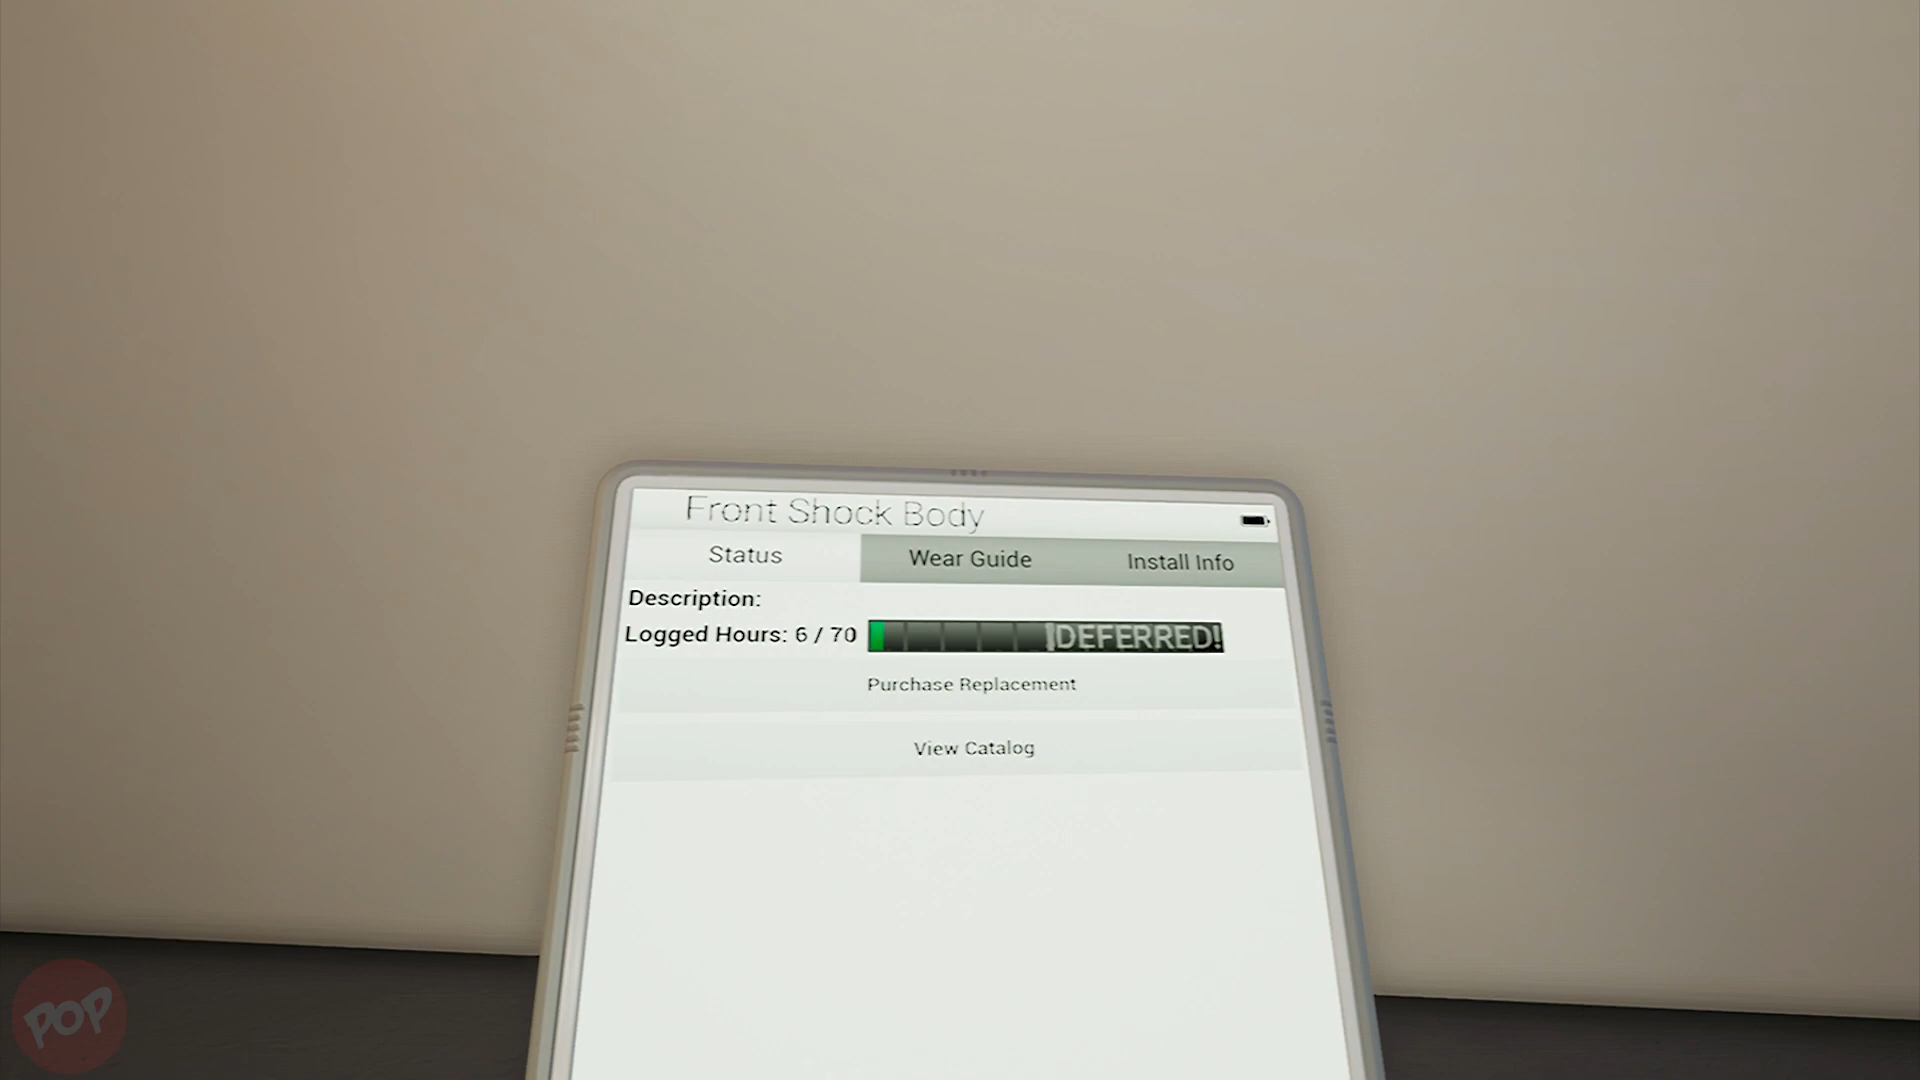 Front Shock Body
Status
Wear Guide
Install Info
Description:
Logged Hours: 6 / 70
!DEFERRED!
Purchase Replacement
View Catalog
POP